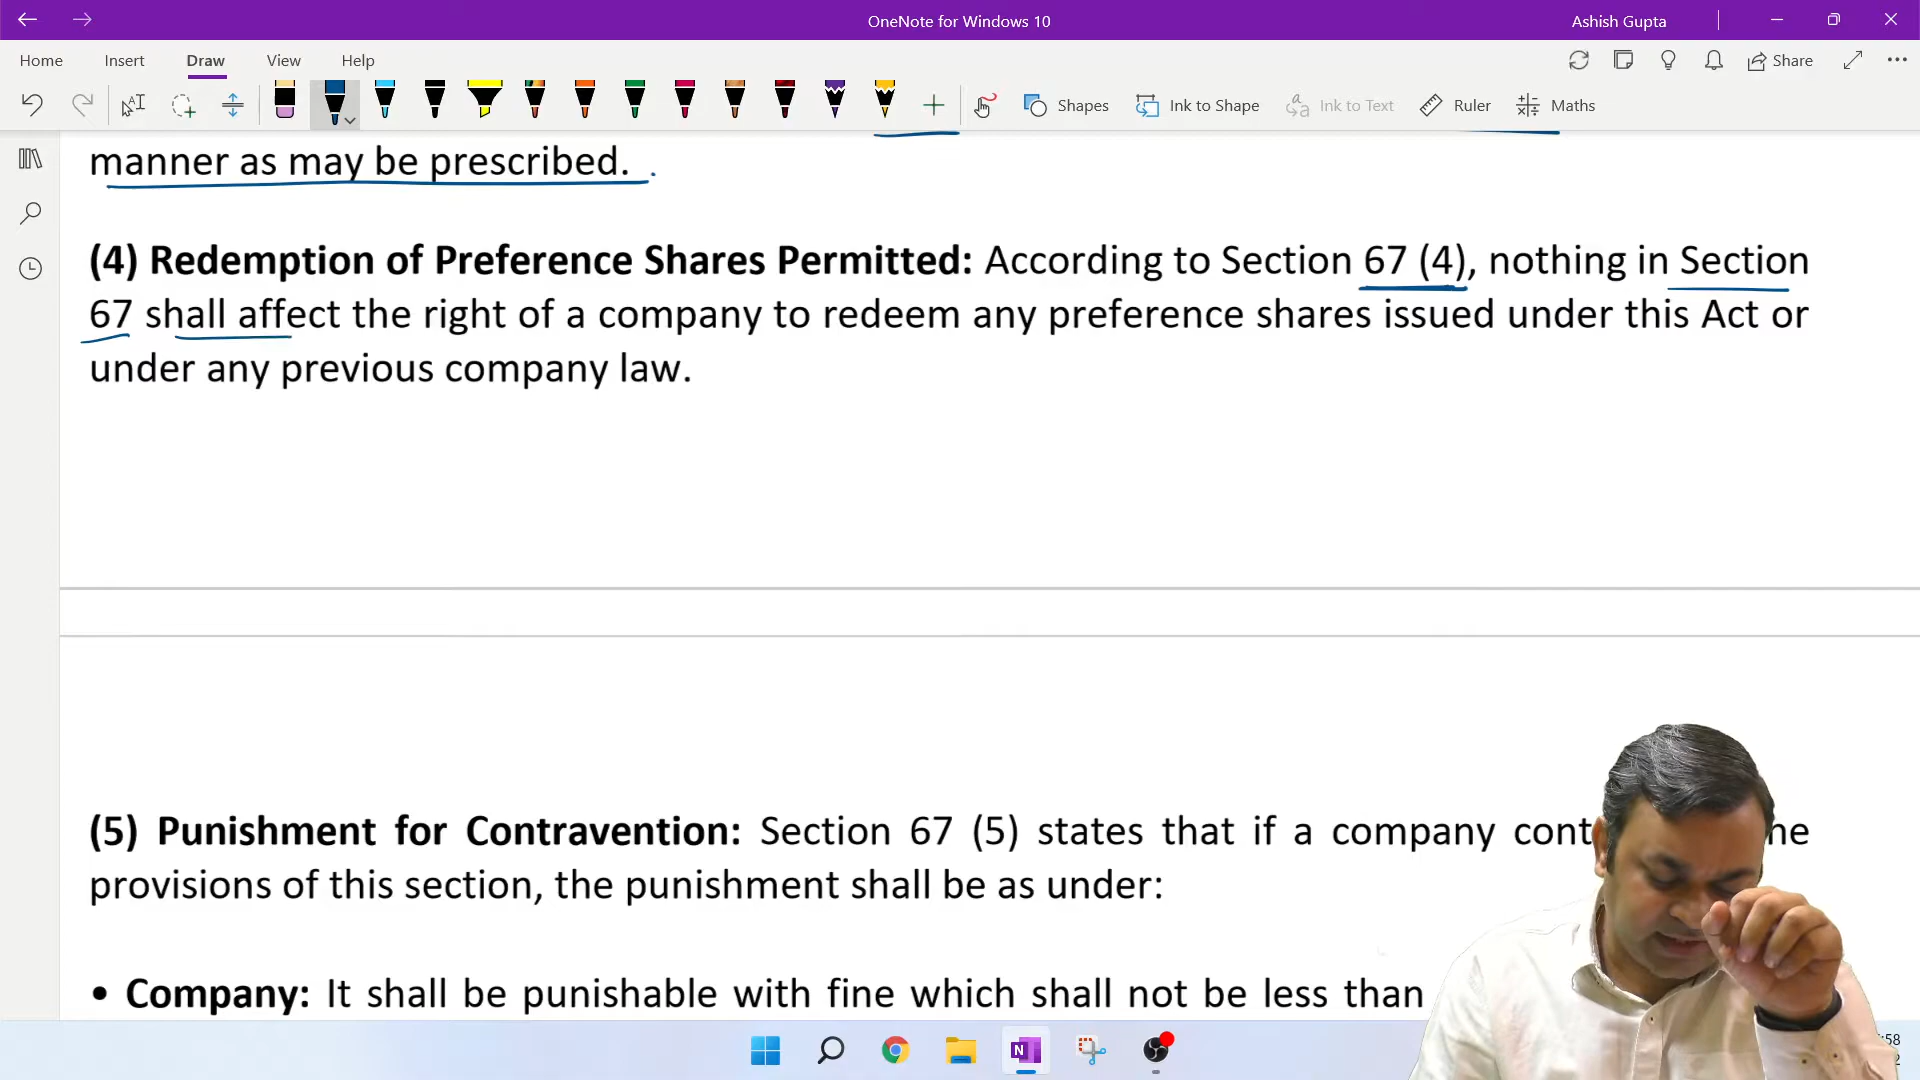 OneNote for Windows 10
Ashish Gupta
Home Insert Draw View Help
Share
Shapes Ink to Shape Ink to Text Ruler Maths
manner as may be prescribed.
(4) Redemption of Preference Shares Permitted: According to Section 67 (4), nothing in Section
67 shall affect the right of a company to redeem any preference shares issued under this Act or
under any previous company law.
(5) Punishment for Contravention: Section 67 (5) states that if a company
provisions of this section, the punishment shall be as under:
• Company: It shall be punishable with fine which shall not be less than